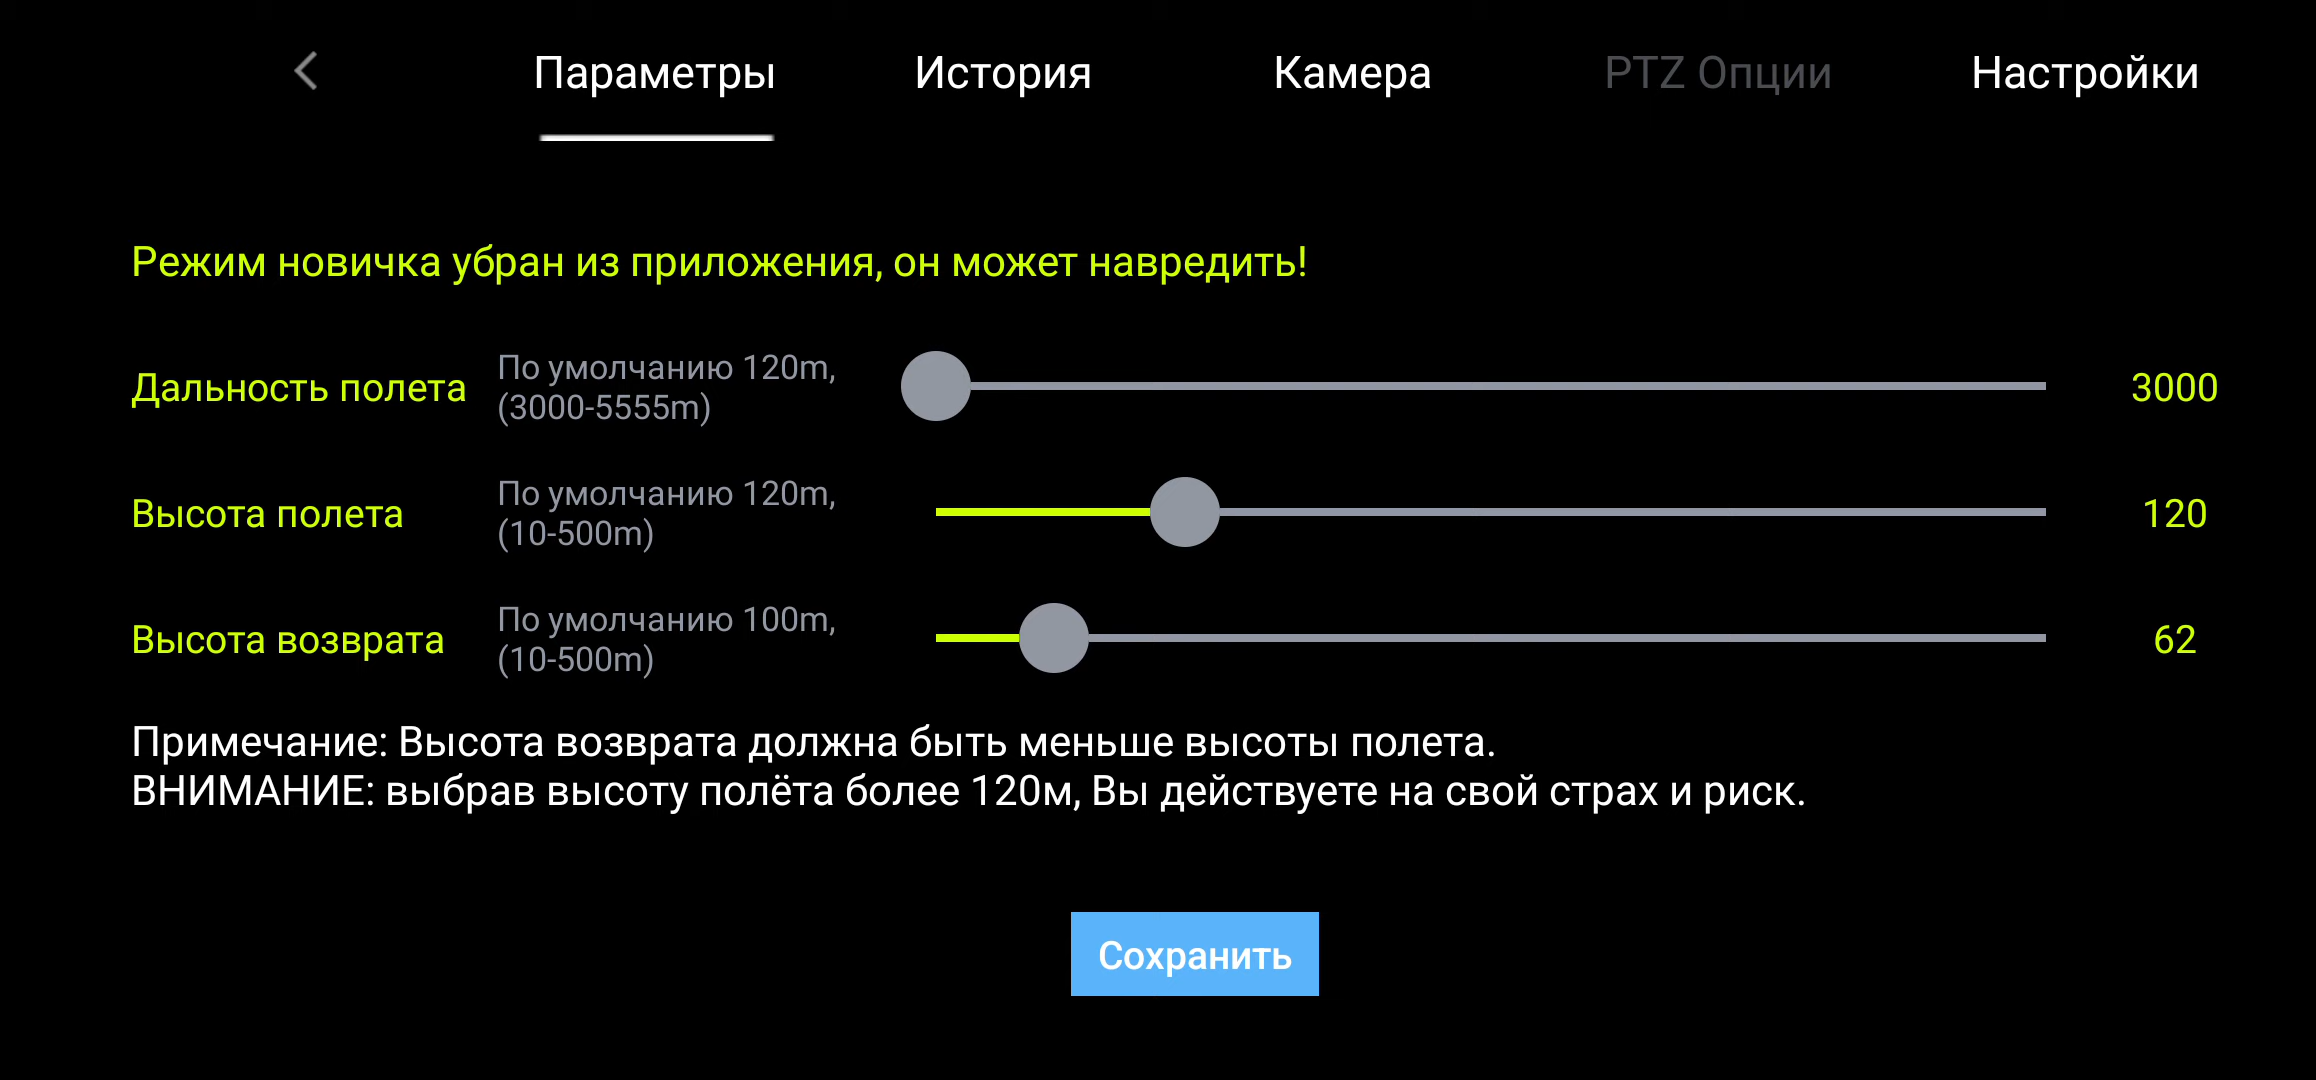 Параметры История Камера PTZ Опции Настройки
Режим новичка убран из приложения, он может навредить!
Дальность полета
По умолчанию 120m,
(3000-5555m)
3000
Высота полета
По умолчанию 120m,
(10-500m)
120
Высота возврата
По умолчанию 100m,
(10-500m)
62
Примечание: Высота возврата должна быть меньше высоты полета.
ВНИМАНИЕ: выбрав высоту полёта более 120м, Вы действуете на свой страх и риск.
Сохранить